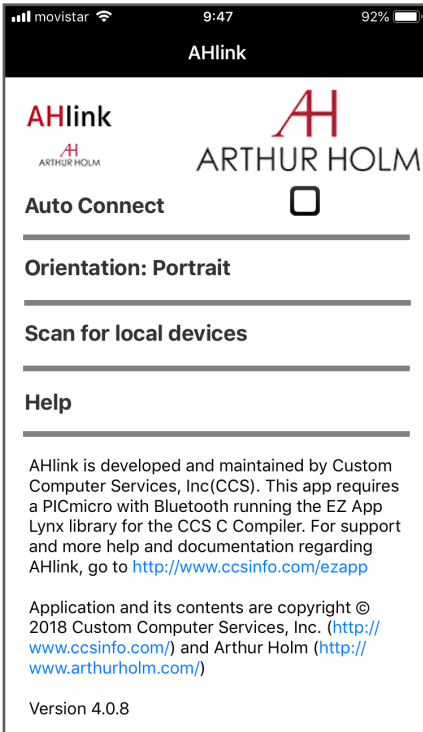 movistar 9:47 92%
AHlink
AHlink
AH
ARTHUR HOLM
AH
ARTHUR HOLM
Auto Connect
Orientation: Portrait
Scan for local devices
Help
AHlink is developed and maintained by Custom
Computer Services, Inc(CCS). This app requires
a PICmicro with Bluetooth running the EZ App
Lynx library for the CCS C Compiler. For support
and more help and documentation regarding
AHlink, go to http://www.ccsinfo.com/ezapp
Application and its contents are copyright ©
2018 Custom Computer Services, Inc. (http://
www.ccsinfo.com/) and Arthur Holm (http://
www.arthurholm.com/)
Version 4.0.8